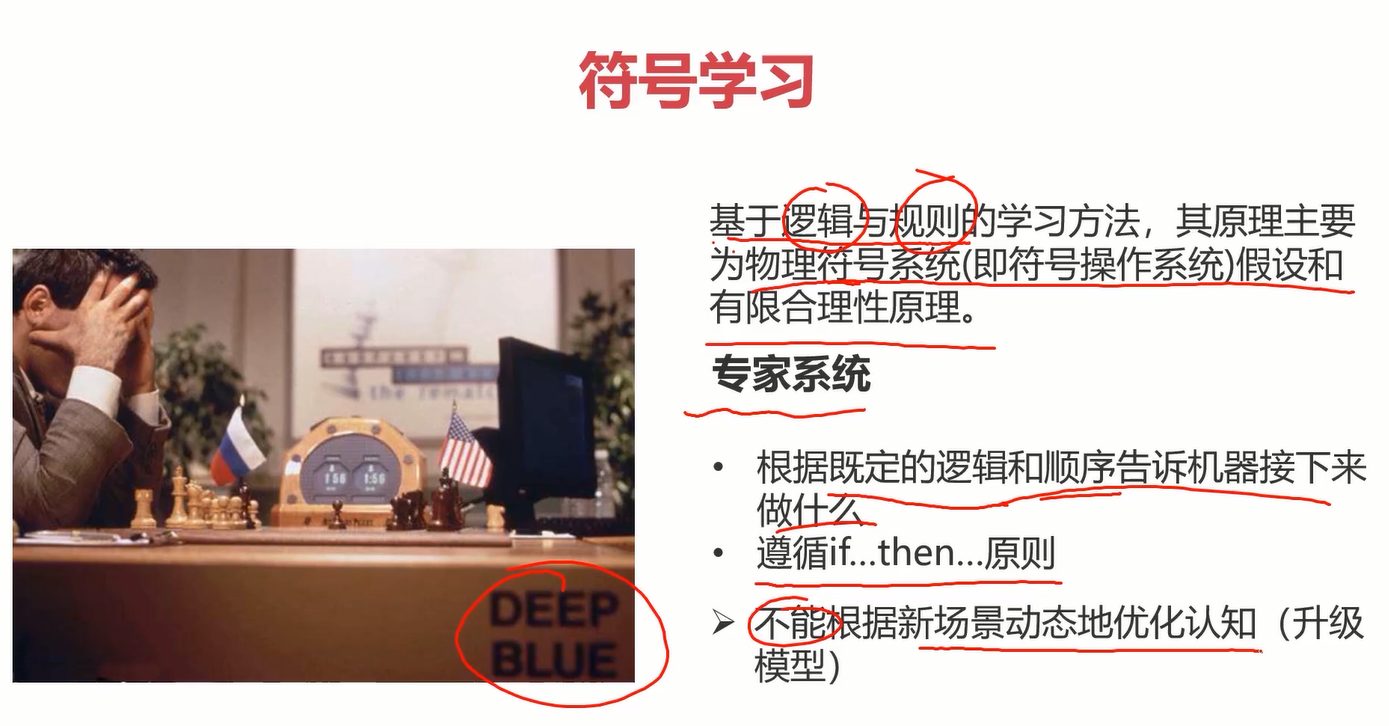 符号学习
基于逻辑与规则的学习方法，其原理主要
为物理符号系统(即符号操作系统)假设和
有限合理性原理。
专家系统
• 根据既定的逻辑和顺序告诉机器接下来
做什么
• 遵循if…then…原则
➢ 不能根据新场景动态地优化认知（升级
模型）
the rematch
DEEP
BLUE